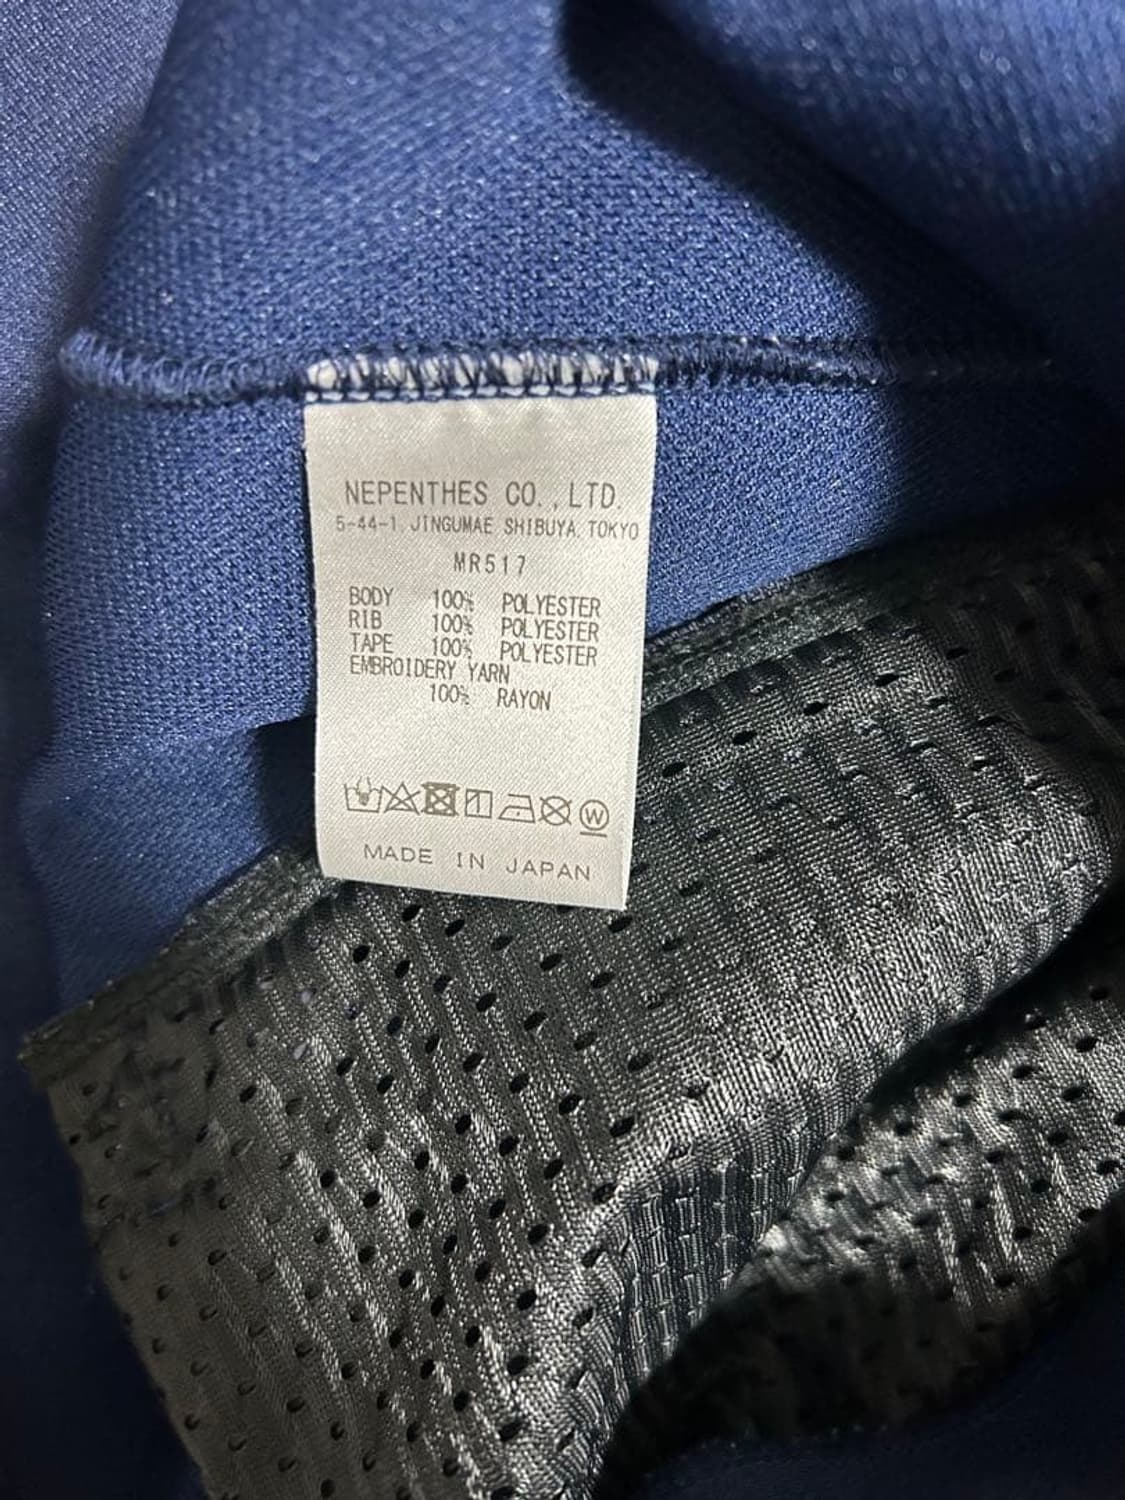 NEPENTHES CO.,LTD.
5-44-1 JINGUMAE SHIBUYA, TOKYO
MR517
BODY 100% POLYESTER
RIB 100% POLYESTER
TAPE 100% POLYESTER
EMBROIDERY YARN
100% RAYON
W
MADE IN JAPAN